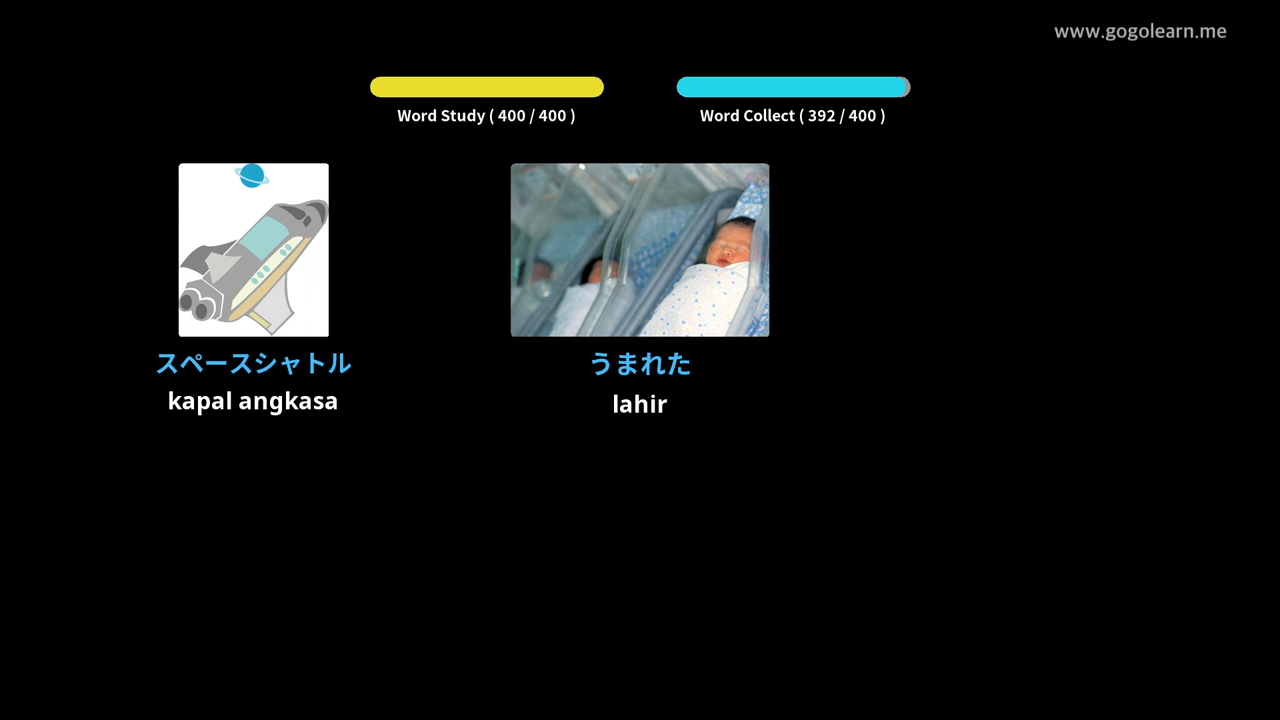 www.gogolearn.me
Word Study ( 400 / 400 )
Word Collect ( 392 / 400 )
スペースシャトル
kapal angkasa
うまれた
lahir